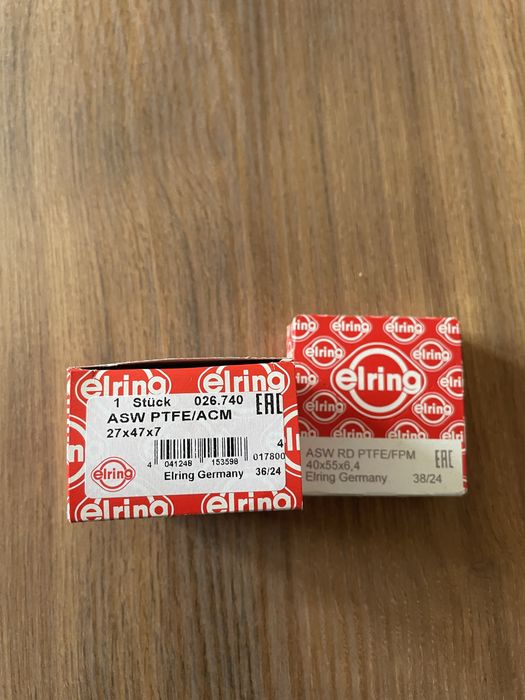 elring
1 Stück 026.740
EAC
ASW PTFE/ACM
27x47x7
elring
4 041248 153598
4
017800
Elring Germany 36/24
elring
elring
ASW RD PTFE/FPM
EAC
40x55x6,4
Elring Germany 38/24